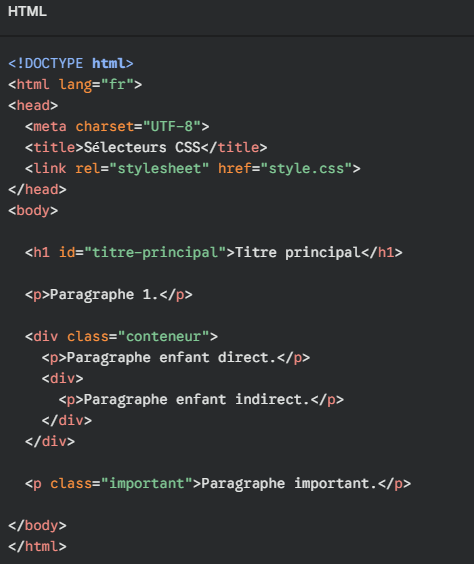 HTML
<!DOCTYPE html>
<html lang="fr">
<head>
  <meta charset="UTF-8">
  <title>Sélecteurs CSS</title>
  <link rel="stylesheet" href="style.css">
</head>
<body>

  <h1 id="titre-principal">Titre principal</h1>

  <p>Paragraphe 1.</p>

  <div class="conteneur">
    <p>Paragraphe enfant direct.</p>
    <div>
      <p>Paragraphe enfant indirect.</p>
    </div>
  </div>

  <p class="important">Paragraphe important.</p>

</body>
</html>